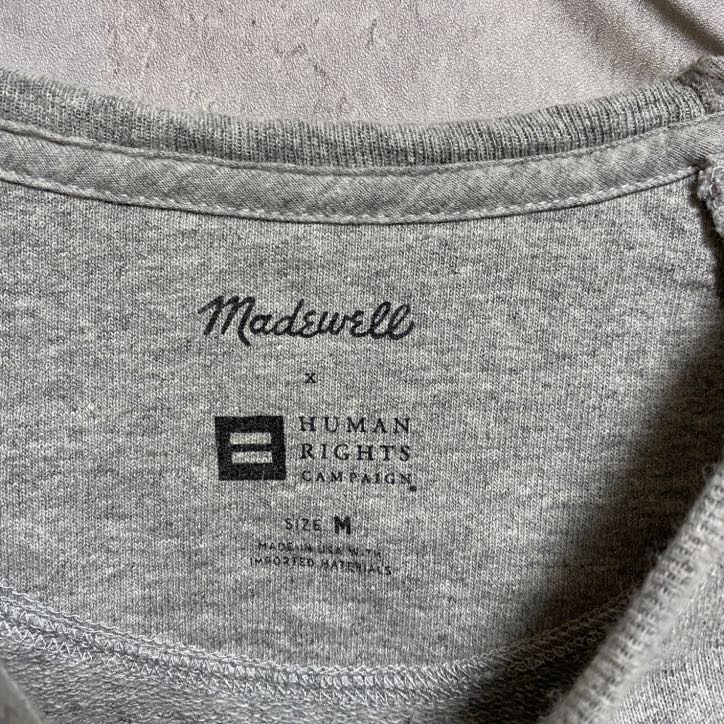 Madewell
x
HUMAN
RIGHTS
CAMPAIGN
SIZE M
MADE IN USA WITH
IMPORTED MATERIALS